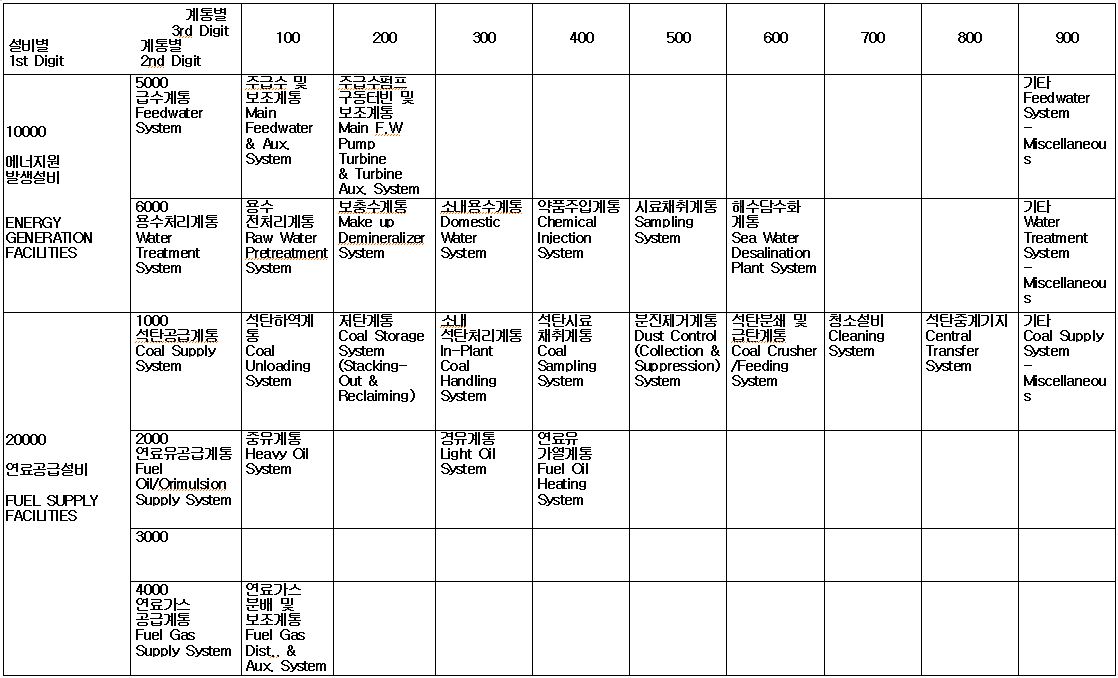 계통별
3rd Digit
설비별
1st Digit
계통별
2nd Digit
100
200
300
400
500
600
700
800
900
10000
에너지원
발생설비
ENERGY
GENERATION
FACILITIES
5000
급수계통
Feedwater
System
주급수 및
보조계통
Main
Feedwater
& Aux.
System
주급수펌프
구동터빈 및
보조계통
Main F.W
Pump
Turbine
& Turbine
Aux. System
기타
Feedwater
System
-
Miscellaneou
s
6000
용수처리계통
Water
Treatment
System
용수
전처리계통
Raw Water
Pretreatment
System
보충수계통
Make up
Demineralizer
System
소내용수계통
Domestic
Water
System
약품주입계통
Chemical
Injection
System
시료채취계통
Sampling
System
해수담수화
계통
Sea Water
Desalination
Plant System
기타
Water
Treatment
System
-
Miscellaneou
s
20000
연료공급설비
FUEL SUPPLY
FACILITIES
1000
석탄공급계통
Coal Supply
System
석탄하역계
통
Coal
Unloading
System
저탄계통
Coal Storage
System
(Stacking-
Out &
Reclaiming)
소내
석탄처리계통
In-Plant
Coal
Handling
System
석탄시료
채취계통
Coal
Sampling
System
분진제거계통
Dust Control
(Collection &
Suppression)
System
석탄분쇄 및
급탄계통
Coal Crusher
/Feeding
System
청소설비
Cleaning
System
석탄중계기지
Central
Transfer
System
기타
Coal Supply
System
-
Miscellaneou
s
2000
연료유공급계통
Fuel
Oil/Orimulsion
Supply System
중유계통
Heavy Oil
System
경유계통
Light Oil
System
연료유
가열계통
Fuel Oil
Heating
System
3000
4000
연료가스
공급계통
Fuel Gas
Supply System
연료가스
분배 및
보조계통
Fuel Gas
Dist., &
Aux. System